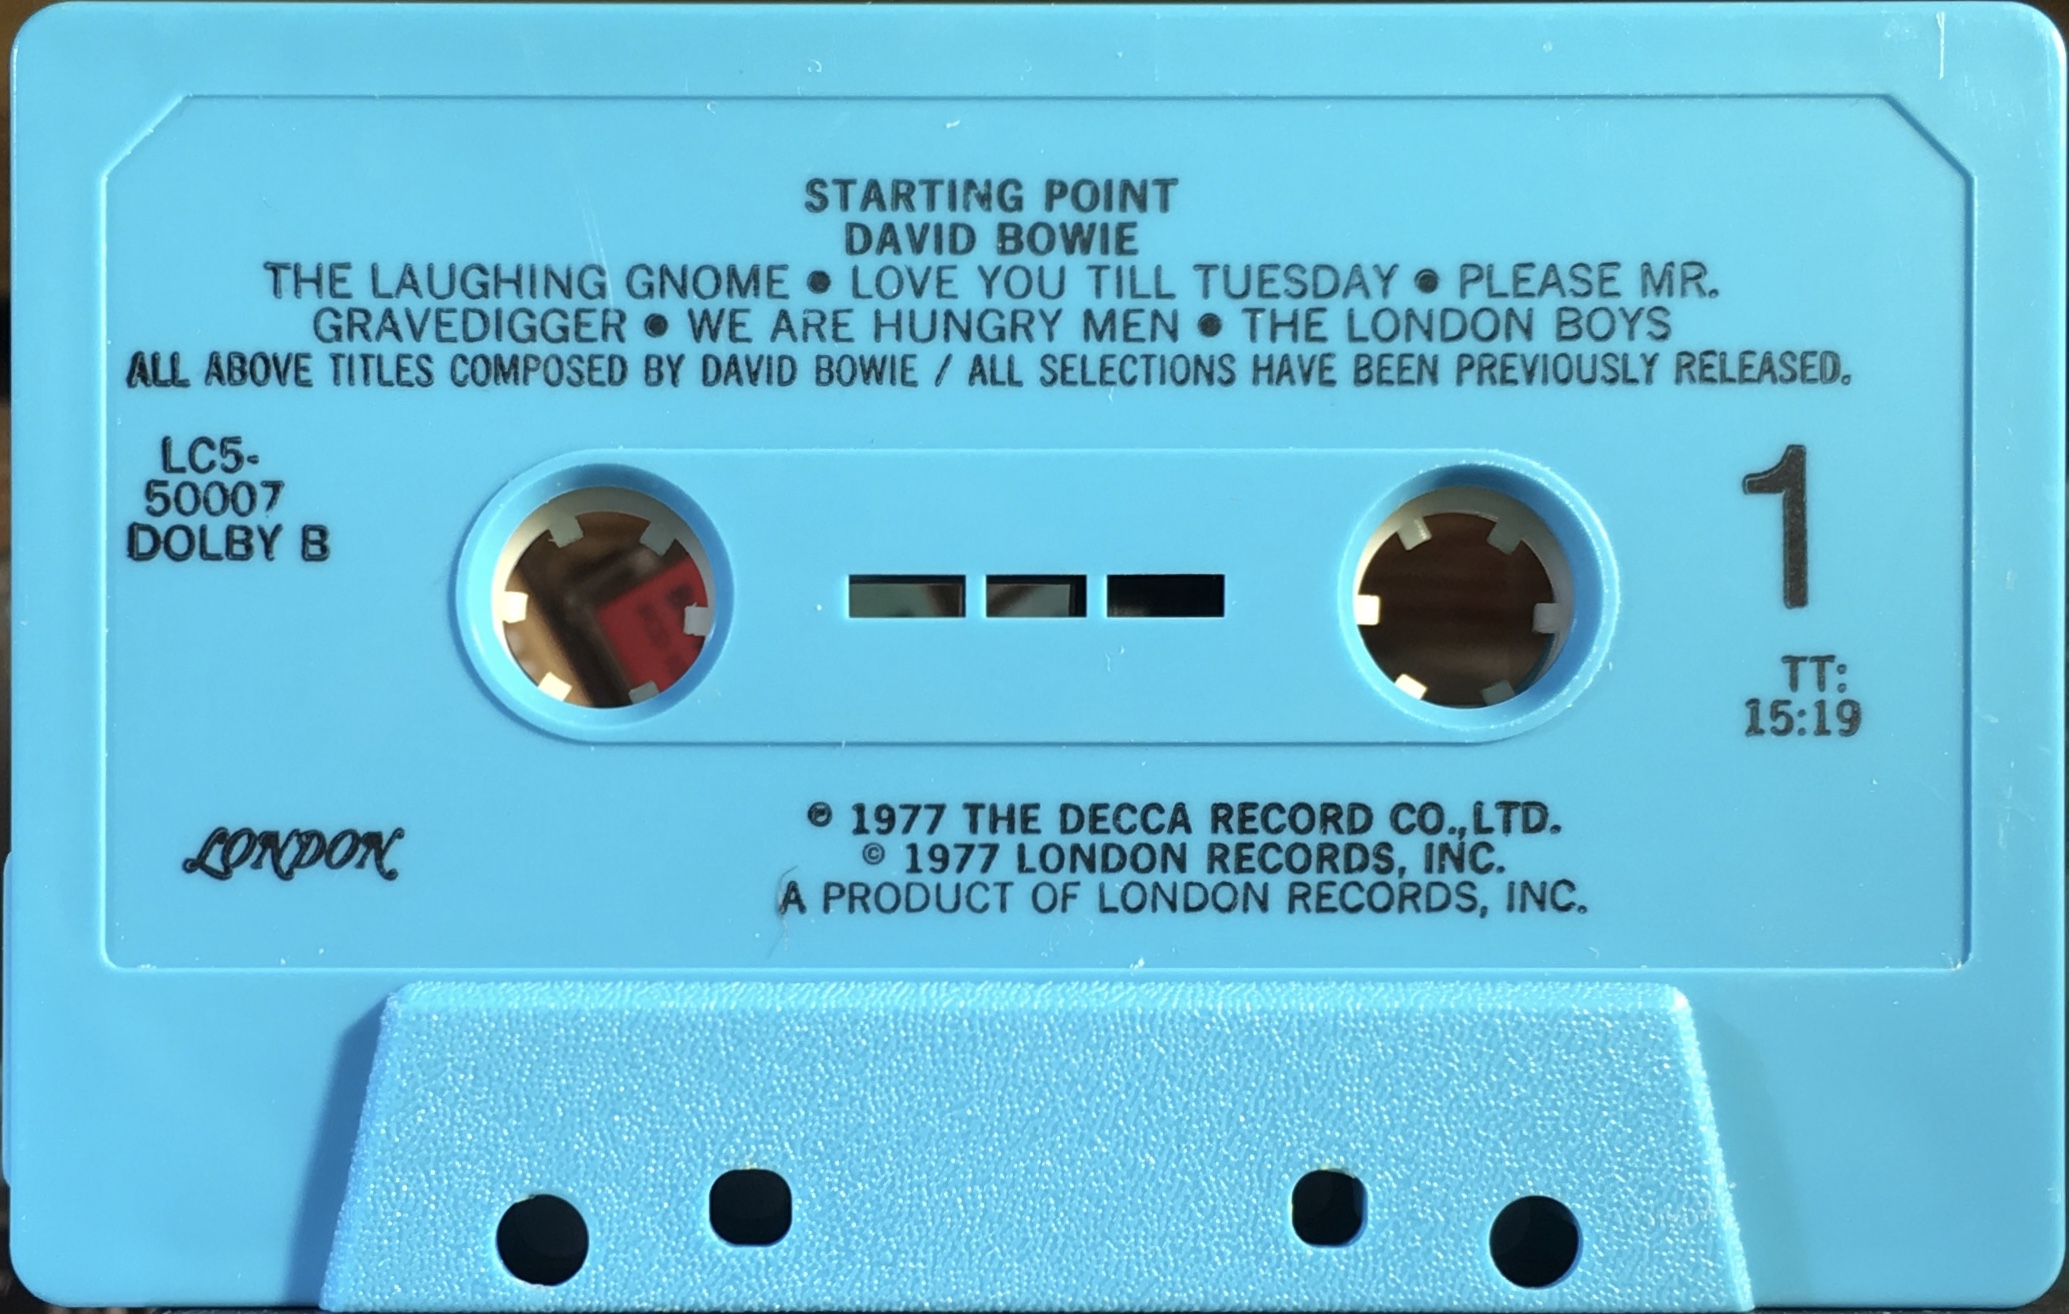 STARTING POINT
DAVID BOWIE
THE LAUGHING GNOME ● LOVE YOU TILL TUESDAY ● PLEASE MR.
GRAVEDIGGER ● WE ARE HUNGRY MEN ● THE LONDON BOYS
ALL ABOVE TITLES COMPOSED BY DAVID BOWIE / ALL SELECTIONS HAVE BEEN PREVIOUSLY RELEASED.
LC5-
50007
DOLBY B
1
TT:
15:19
LONDON
℗ 1977 THE DECCA RECORD CO., LTD.
© 1977 LONDON RECORDS, INC.
A PRODUCT OF LONDON RECORDS, INC.